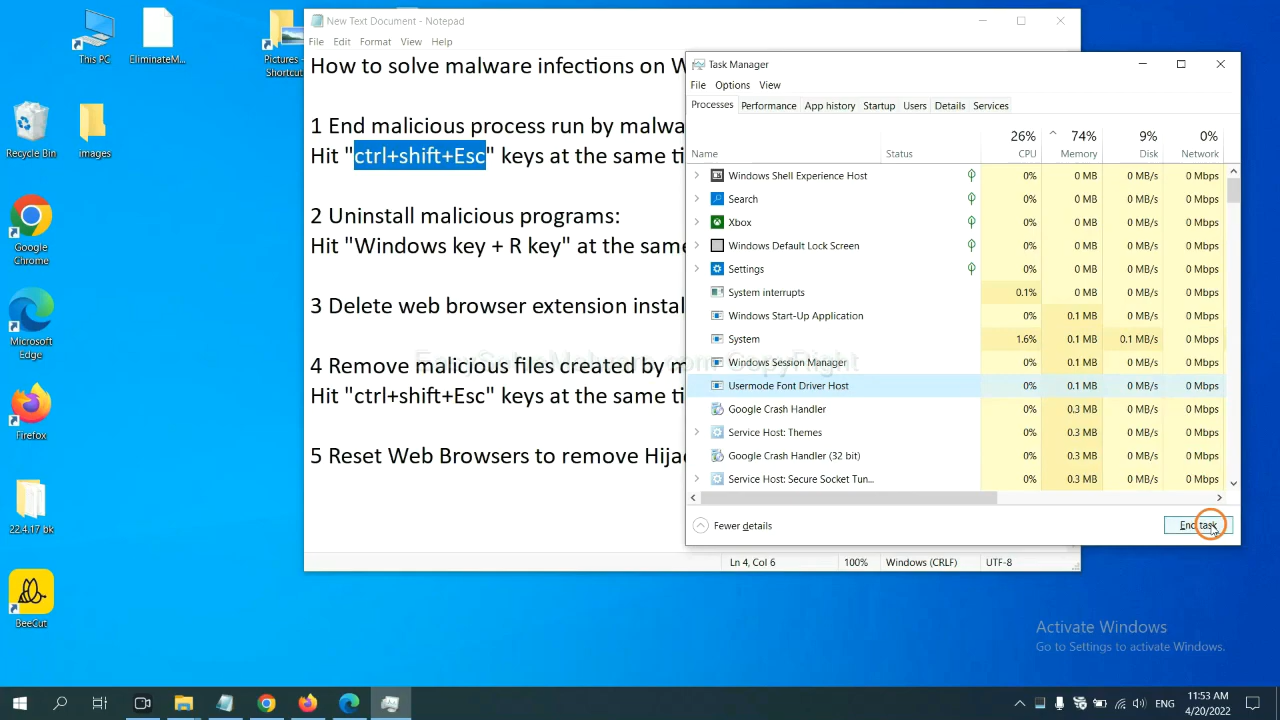 This PC
EliminateM...
Pictures -
Shortcut
Recycle Bin
images
Google
Chrome
Microsoft
Edge
Firefox
22 4.17 bk
BeeCut
New Text Document - Notepad
File Edit Format View Help
How to solve malware infections on W
1 End malicious process run by malwa
Hit "ctrl+shift+Esc" keys at the same ti
2 Uninstall malicious programs:
Hit "Windows key + R key" at the same
3 Delete web browser extension instal
4 Remove malicious files created by m
Hit "ctrl+shift+Esc" keys at the same ti
5 Reset Web Browsers to remove Hija
Ln 4, Col 6 100% Windows (CRLF) UTF-8
Task Manager
File Options View
Processes Performance App history Startup Users Details Services
26% 74% 9% 0%
Name Status CPU Memory Disk Network
Windows Shell Experience Host 0% 0 MB 0 MB/s 0 Mbps
Search 0% 0 MB 0 MB/s 0 Mbps
Xbox 0% 0 MB 0 MB/s 0 Mbps
Windows Default Lock Screen 0% 0 MB 0 MB/s 0 Mbps
Settings 0% 0 MB 0 MB/s 0 Mbps
System interrupts 0.1% 0 MB 0 MB/s 0 Mbps
Windows Start-Up Application 0% 0.1 MB 0 MB/s 0 Mbps
System 1.6% 0.1 MB 0.1 MB/s 0 Mbps
Windows Session Manager 0% 0.1 MB 0 MB/s 0 Mbps
Usermode Font Driver Host 0% 0.1 MB 0 MB/s 0 Mbps
Google Crash Handler 0% 0.3 MB 0 MB/s 0 Mbps
Service Host: Themes 0% 0.3 MB 0 MB/s 0 Mbps
Google Crash Handler (32 bit) 0% 0.3 MB 0 MB/s 0 Mbps
Service Host: Secure Socket Tun... 0% 0.3 MB 0 MB/s 0 Mbps
Fewer details
End task
Activate Windows
Go to Settings to activate Windows.
ENG
11:53 AM
4/20/2022